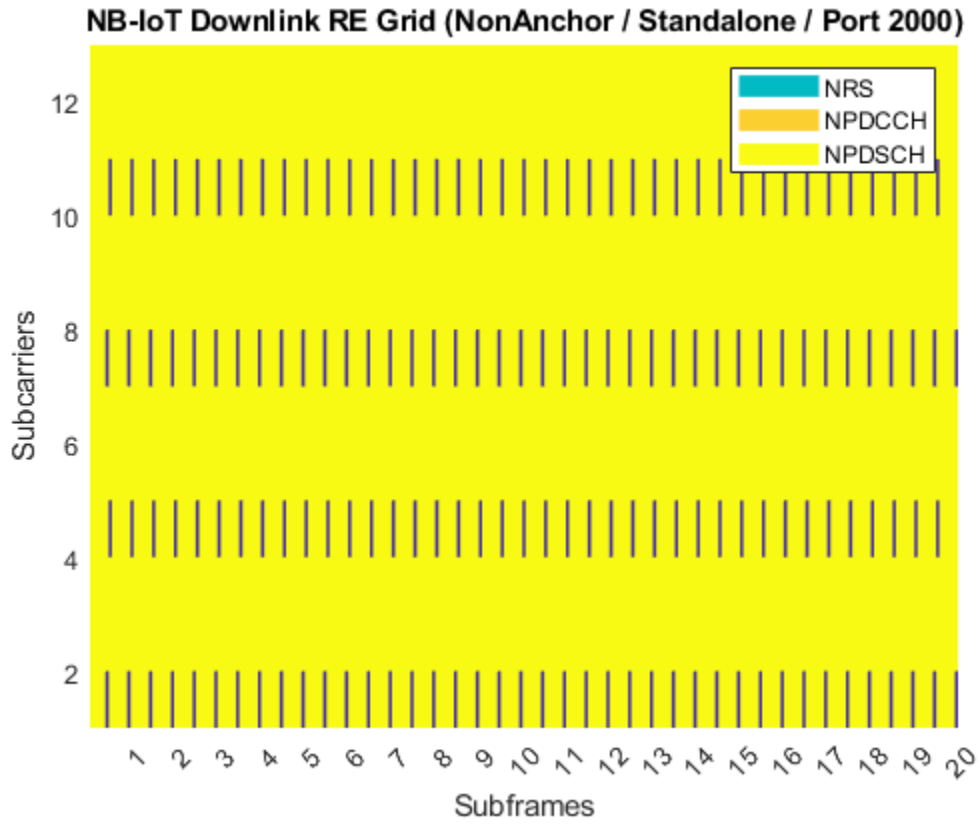 NB-IoT Downlink RE Grid (NonAnchor / Standalone / Port 2000)
NRS
NPDCCH
NPDSCH
12
10
8
6
4
2
Subcarriers
1 2 3 4 5 6 7 8 9 10 11 12 13 14 15 16 17 18 19 20
Subframes